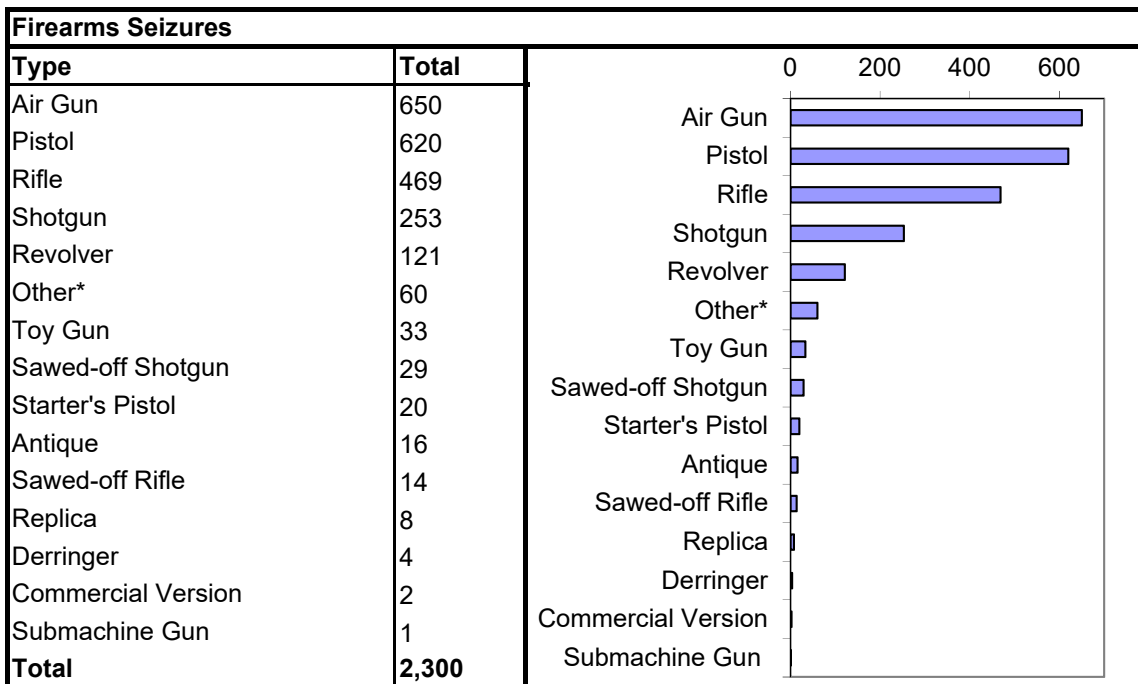 Firearms Seizures
Type Total
Air Gun 650
Pistol 620
Rifle 469
Shotgun 253
Revolver 121
Other* 60
Toy Gun 33
Sawed-off Shotgun 29
Starter's Pistol 20
Antique 16
Sawed-off Rifle 14
Replica 8
Derringer 4
Commercial Version 2
Submachine Gun 1
Total 2,300
0 200 400 600
Air Gun
Pistol
Rifle
Shotgun
Revolver
Other*
Toy Gun
Sawed-off Shotgun
Starter's Pistol
Antique
Sawed-off Rifle
Replica
Derringer
Commercial Version
Submachine Gun